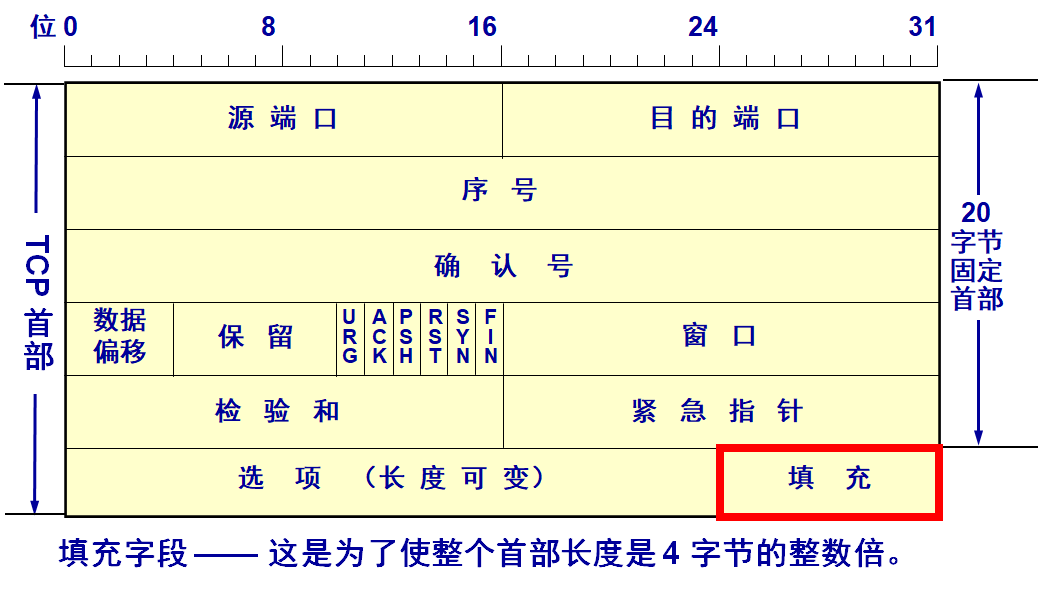 位 0 8 16 24 31
源端口 目的端口
序号
确认号
数据偏移 保留 URG ACK PSH RST SYN FIN 窗口
检验和 紧急指针
选项（长度可变） 填充
TCP 首部
20
字节
固定
首部
填充字段 —— 这是为了使整个首部长度是 4 字节的整数倍。